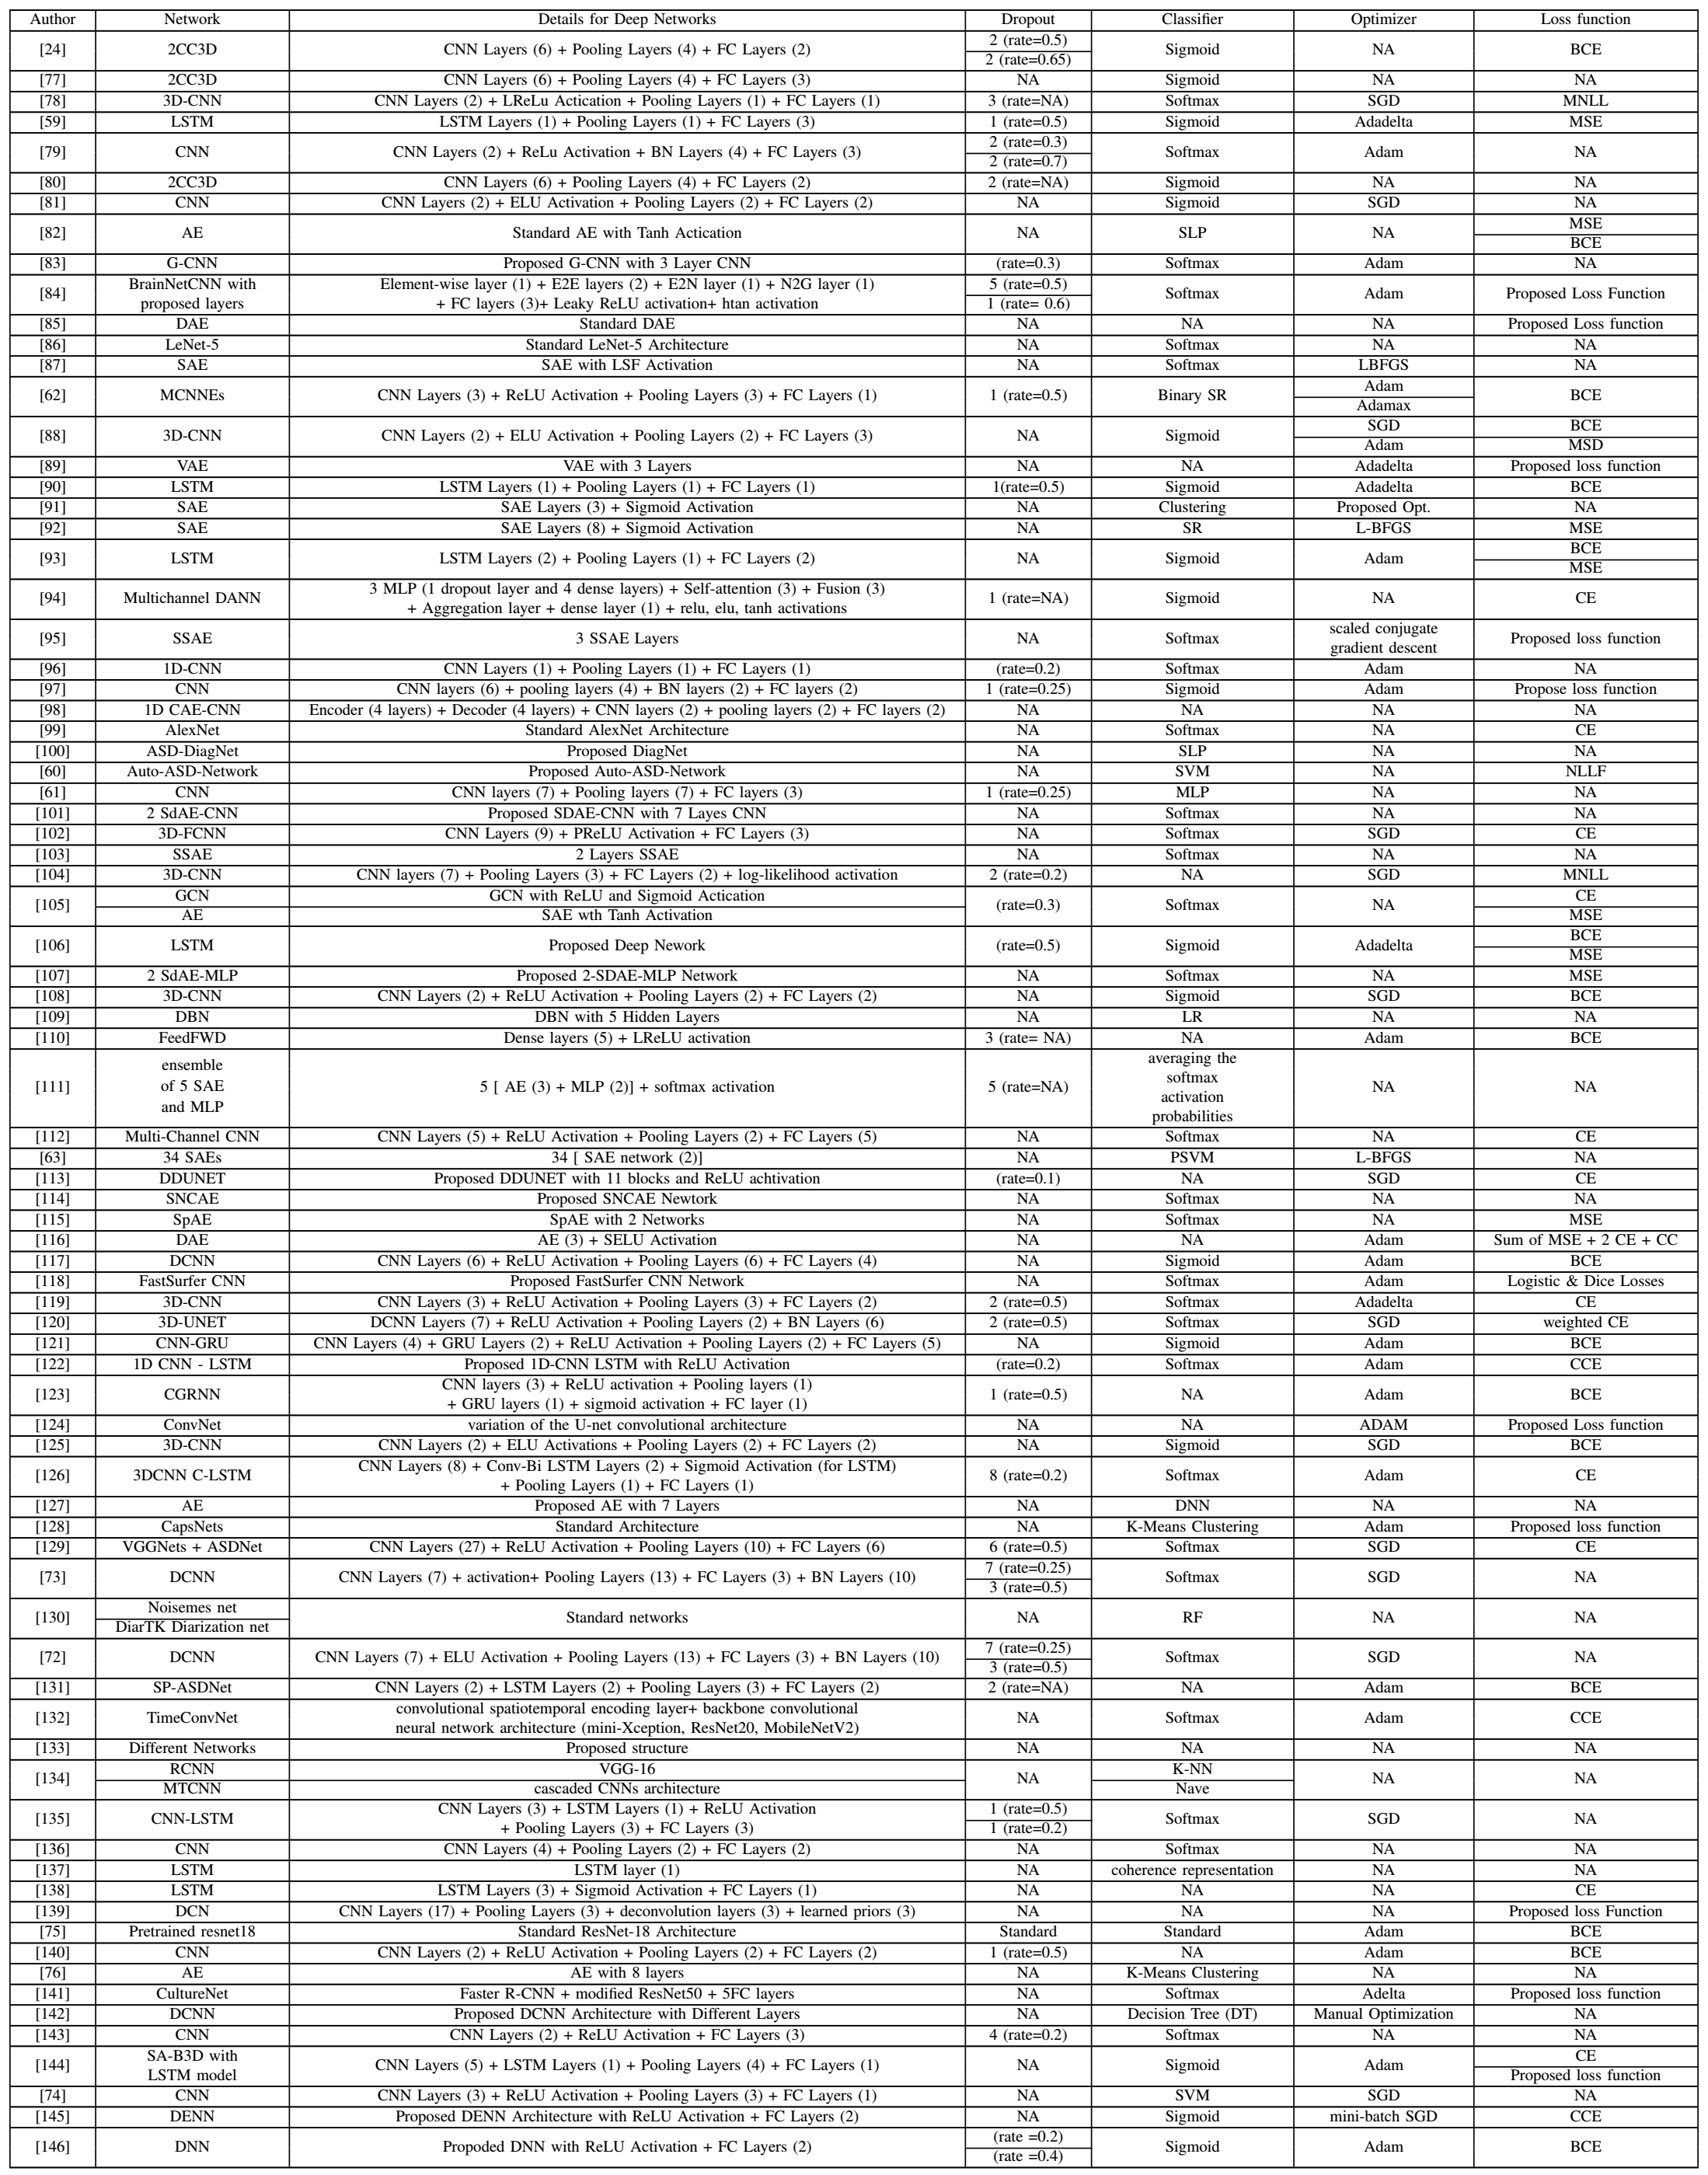 Author Network Details for Deep Networks Dropout Classifier Optimizer Loss function
[24] 2CC3D CNN Layers (6) + Pooling Layers (4) + FC Layers (2) 2 (rate=0.5) Sigmoid NA BCE
2 (rate=0.65)
[77] 2CC3D CNN Layers (6) + Pooling Layers (4) + FC Layers (3) NA Sigmoid NA NA
[78] 3D-CNN CNN Layers (2) + LReLu Actication + Pooling Layers (1) + FC Layers (1) 3 (rate=NA) Softmax SGD MNLL
[59] LSTM LSTM Layers (1) + Pooling Layers (1) + FC Layers (3) 1 (rate=0.5) Sigmoid Adadelta MSE
[79] CNN CNN Layers (2) + ReLu Activation + BN Layers (4) + FC Layers (3) 2 (rate=0.3) Softmax Adam NA
2 (rate=0.7)
[80] 2CC3D CNN Layers (6) + Pooling Layers (4) + FC Layers (2) 2 (rate=NA) Sigmoid NA NA
[81] CNN CNN Layers (2) + ELU Activation + Pooling Layers (2) + FC Layers (2) NA Sigmoid SGD NA
[82] AE Standard AE with Tanh Actication NA SLP NA MSE
BCE
[83] G-CNN Proposed G-CNN with 3 Layer CNN (rate=0.3) Softmax Adam NA
[84] BrainNetCNN with Element-wise layer (1) + E2E layers (2) + E2N layer (1) + N2G layer (1) 5 (rate=0.5) Softmax Adam Proposed Loss Function
proposed layers + FC layers (3)+ Leaky ReLU activation+ htan activation 1 (rate= 0.6)
[85] DAE Standard DAE NA NA NA Proposed Loss function
[86] LeNet-5 Standard LeNet-5 Architecture NA Softmax NA NA
[87] SAE SAE with LSF Activation NA Softmax LBFGS NA
[62] MCNNEs CNN Layers (3) + ReLU Activation + Pooling Layers (3) + FC Layers (1) 1 (rate=0.5) Binary SR Adam BCE
Adamax
[88] 3D-CNN CNN Layers (2) + ELU Activation + Pooling Layers (2) + FC Layers (3) NA Sigmoid SGD BCE
Adam MSD
[89] VAE VAE with 3 Layers NA NA Adadelta Proposed loss function
[90] LSTM LSTM Layers (1) + Pooling Layers (1) + FC Layers (1) 1(rate=0.5) Sigmoid Adadelta BCE
[91] SAE SAE Layers (3) + Sigmoid Activation NA Clustering Proposed Opt. NA
[92] SAE SAE Layers (8) + Sigmoid Activation NA SR L-BFGS MSE
[93] LSTM LSTM Layers (2) + Pooling Layers (1) + FC Layers (2) NA Sigmoid Adam BCE
MSE
[94] Multichannel DANN 3 MLP (1 dropout layer and 4 dense layers) + Self-attention (3) + Fusion (3) 1 (rate=NA) Sigmoid NA CE
+ Aggregation layer + dense layer (1) + relu, elu, tanh activations
[95] SSAE 3 SSAE Layers NA Softmax scaled conjugate Proposed loss function
gradient descent
[96] 1D-CNN CNN Layers (1) + Pooling Layers (1) + FC Layers (1) (rate=0.2) Softmax Adam NA
[97] CNN CNN layers (6) + pooling layers (4) + BN layers (2) + FC layers (2) 1 (rate=0.25) Sigmoid Adam Propose loss function
[98] 1D CAE-CNN Encoder (4 layers) + Decoder (4 layers) + CNN layers (2) + pooling layers (2) + FC layers (2) NA NA NA NA
[99] AlexNet Standard AlexNet Architecture NA Softmax NA CE
[100] ASD-DiagNet Proposed DiagNet NA SLP NA NA
[60] Auto-ASD-Network Proposed Auto-ASD-Network NA SVM NA NLLF
[61] CNN CNN layers (7) + Pooling layers (7) + FC layers (3) 1 (rate=0.25) MLP NA NA
[101] 2 SdAE-CNN Proposed SDAE-CNN with 7 Layes CNN NA Softmax NA NA
[102] 3D-FCNN CNN Layers (9) + PReLU Activation + FC Layers (3) NA Softmax SGD CE
[103] SSAE 2 Layers SSAE NA Softmax NA NA
[104] 3D-CNN CNN layers (7) + Pooling Layers (3) + FC Layers (2) + log-likelihood activation 2 (rate=0.2) NA SGD MNLL
[105] GCN GCN with ReLU and Sigmoid Actication (rate=0.3) Softmax NA CE
AE SAE wth Tanh Activation MSE
[106] LSTM Proposed Deep Nework (rate=0.5) Sigmoid Adadelta BCE
MSE
[107] 2 SdAE-MLP Proposed 2-SDAE-MLP Network NA Softmax NA MSE
[108] 3D-CNN CNN Layers (2) + ReLU Activation + Pooling Layers (2) + FC Layers (2) NA Sigmoid SGD BCE
[109] DBN DBN with 5 Hidden Layers NA LR NA NA
[110] FeedFWD Dense layers (5) + LReLU activation 3 (rate= NA) NA Adam BCE
[111] ensemble 5 [ AE (3) + MLP (2)] + softmax activation 5 (rate=NA) averaging the NA NA
of 5 SAE softmax
and MLP activation
probabilities
[112] Multi-Channel CNN CNN Layers (5) + ReLU Activation + Pooling Layers (2) + FC Layers (5) NA Softmax NA CE
[63] 34 SAEs 34 [ SAE network (2)] NA PSVM L-BFGS NA
[113] DDUNET Proposed DDUNET with 11 blocks and ReLU achtivation (rate=0.1) NA SGD CE
[114] SNCAE Proposed SNCAE Newtork NA Softmax NA NA
[115] SpAE SpAE with 2 Networks NA Softmax NA MSE
[116] DAE AE (3) + SELU Activation NA NA Adam Sum of MSE + 2 CE + CC
[117] DCNN CNN Layers (6) + ReLU Activation + Pooling Layers (6) + FC Layers (4) NA Sigmoid Adam BCE
[118] FastSurfer CNN Proposed FastSurfer CNN Network NA Softmax Adam Logistic & Dice Losses
[119] 3D-CNN CNN Layers (3) + ReLU Activation + Pooling Layers (3) + FC Layers (2) 2 (rate=0.5) Softmax Adadelta CE
[120] 3D-UNET DCNN Layers (7) + ReLU Activation + Pooling Layers (2) + BN Layers (6) 2 (rate=0.5) Softmax SGD weighted CE
[121] CNN-GRU CNN Layers (4) + GRU Layers (2) + ReLU Activation + Pooling Layers (2) + FC Layers (5) NA Sigmoid Adam BCE
[122] 1D CNN - LSTM Proposed 1D-CNN LSTM with ReLU Activation (rate=0.2) Softmax Adam CCE
[123] CGRNN CNN layers (3) + ReLU activation + Pooling layers (1) 1 (rate=0.5) NA Adam BCE
+ GRU layers (1) + sigmoid activation + FC layer (1)
[124] ConvNet variation of the U-net convolutional architecture NA NA ADAM Proposed Loss function
[125] 3D-CNN CNN Layers (2) + ELU Activations + Pooling Layers (2) + FC Layers (2) NA Sigmoid SGD BCE
[126] 3DCNN C-LSTM CNN Layers (8) + Conv-Bi LSTM Layers (2) + Sigmoid Activation (for LSTM) 8 (rate=0.2) Softmax Adam CE
+ Pooling Layers (1) + FC Layers (1)
[127] AE Proposed AE with 7 Layers NA DNN NA NA
[128] CapsNets Standard Architecture NA K-Means Clustering Adam Proposed loss function
[129] VGGNets + ASDNet CNN Layers (27) + ReLU Activation + Pooling Layers (10) + FC Layers (6) 6 (rate=0.5) Softmax SGD CE
[73] DCNN CNN Layers (7) + activation+ Pooling Layers (13) + FC Layers (3) + BN Layers (10) 7 (rate=0.25) Softmax SGD NA
3 (rate=0.5)
[130] Noisemes net Standard networks NA RF NA NA
DiarTK Diarization net
[72] DCNN CNN Layers (7) + ELU Activation + Pooling Layers (13) + FC Layers (3) + BN Layers (10) 7 (rate=0.25) Softmax SGD NA
3 (rate=0.5)
[131] SP-ASDNet CNN Layers (2) + LSTM Layers (2) + Pooling Layers (3) + FC Layers (2) 2 (rate=NA) NA Adam BCE
[132] TimeConvNet convolutional spatiotemporal encoding layer+ backbone convolutional NA Softmax Adam CCE
neural network architecture (mini-Xception, ResNet20, MobileNetV2)
[133] Different Networks Proposed structure NA NA NA NA
[134] RCNN VGG-16 NA K-NN NA NA
MTCNN cascaded CNNs architecture Nave
[135] CNN-LSTM CNN Layers (3) + LSTM Layers (1) + ReLU Activation 1 (rate=0.5) Softmax SGD NA
+ Pooling Layers (3) + FC Layers (3) 1 (rate=0.2)
[136] CNN CNN Layers (4) + Pooling Layers (2) + FC Layers (2) NA Softmax NA NA
[137] LSTM LSTM layer (1) NA coherence representation NA NA
[138] LSTM LSTM Layers (3) + Sigmoid Activation + FC Layers (1) NA NA NA CE
[139] DCN CNN Layers (17) + Pooling Layers (3) + deconvolution layers (3) + learned priors (3) NA NA NA Proposed loss Function
[75] Pretrained resnet18 Standard ResNet-18 Architecture Standard Standard Adam BCE
[140] CNN CNN Layers (2) + ReLU Activation + Pooling Layers (2) + FC Layers (2) 1 (rate=0.5) NA Adam BCE
[76] AE AE with 8 layers NA K-Means Clustering NA NA
[141] CultureNet Faster R-CNN + modified ResNet50 + 5FC layers NA Softmax Adelta Proposed loss function
[142] DCNN Proposed DCNN Architecture with Different Layers NA Decision Tree (DT) Manual Optimization NA
[143] CNN CNN Layers (2) + ReLU Activation + FC Layers (3) 4 (rate=0.2) Softmax NA NA
[144] SA-B3D with CNN Layers (5) + LSTM Layers (1) + Pooling Layers (4) + FC Layers (1) NA Sigmoid Adam CE
LSTM model Proposed loss function
[74] CNN CNN Layers (3) + ReLU Activation + Pooling Layers (3) + FC Layers (1) NA SVM SGD NA
[145] DENN Proposed DENN Architecture with ReLU Activation + FC Layers (2) NA Sigmoid mini-batch SGD CCE
[146] DNN Propoded DNN with ReLU Activation + FC Layers (2) (rate =0.2) Sigmoid Adam BCE
(rate =0.4)